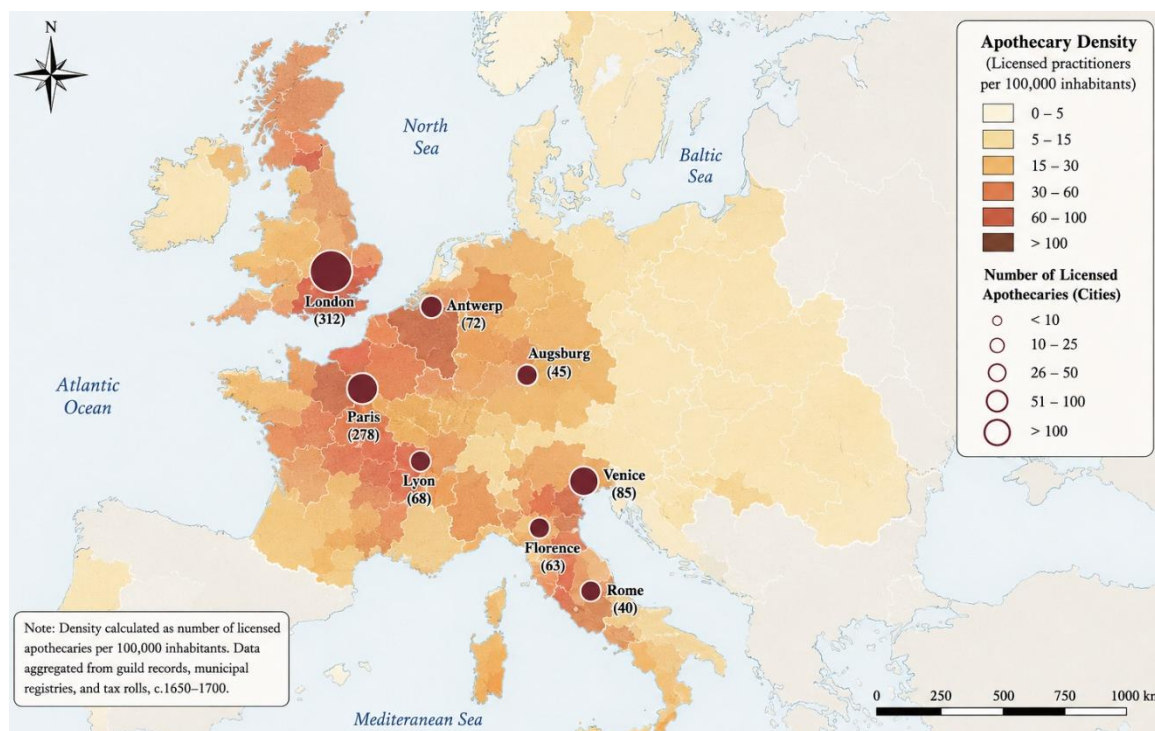 N
North
Sea
Baltic
Sea
Atlantic
Ocean
Mediterranean Sea
London
(312)
Antwerp
(72)
Augsburg
(45)
Paris
(278)
Lyon
(68)
Venice
(85)
Florence
(63)
Rome
(40)
Apothecary Density
(Licensed practitioners
per 100,000 inhabitants)
0 – 5
5 – 15
15 – 30
30 – 60
60 – 100
> 100
Number of Licensed
Apothecaries (Cities)
< 10
10 – 25
26 – 50
51 – 100
> 100
Note: Density calculated as number of licensed
apothecaries per 100,000 inhabitants. Data
aggregated from guild records, municipal
registries, and tax rolls, c.1650–1700.
0 250 500 750 1000 km